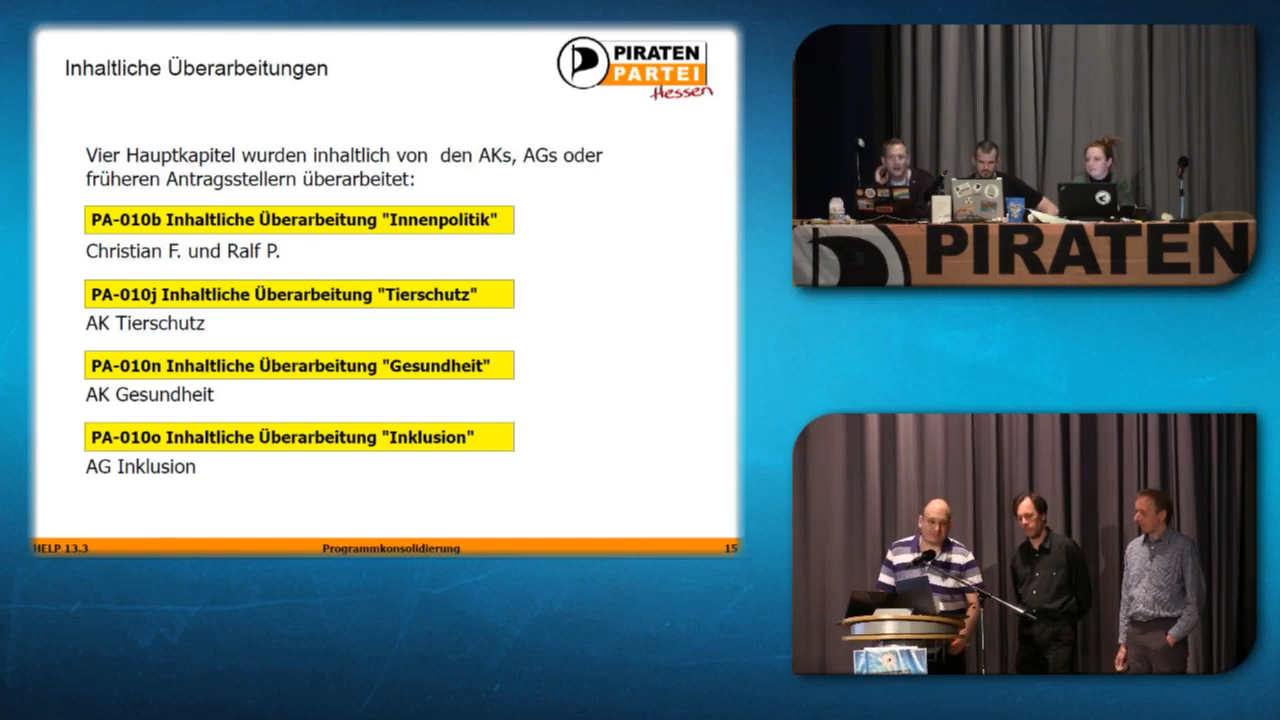 Inhaltliche Überarbeitungen
PIRATEN
PARTEI
Hessen
Vier Hauptkapitel wurden inhaltlich von den AKs, AGs oder
früheren Antragsstellern überarbeitet:
PA-010b Inhaltliche Überarbeitung "Innenpolitik"
Christian F. und Ralf P.
PA-010j Inhaltliche Überarbeitung "Tierschutz"
AK Tierschutz
PA-010n Inhaltliche Überarbeitung "Gesundheit"
AK Gesundheit
PA-010o Inhaltliche Überarbeitung "Inklusion"
AG Inklusion
HELP 13.3 Programmkonsolidierung 15
PIRATEN